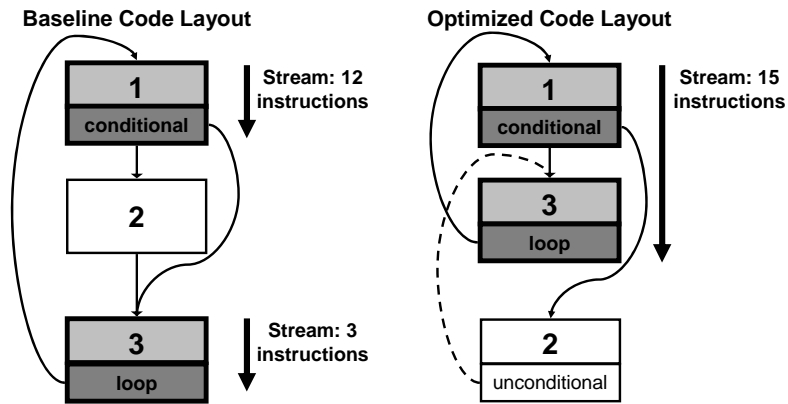 Baseline Code Layout
1
conditional
Stream: 12
instructions
2
3
loop
Stream: 3
instructions
Optimized Code Layout
1
conditional
Stream: 15
instructions
3
loop
2
unconditional